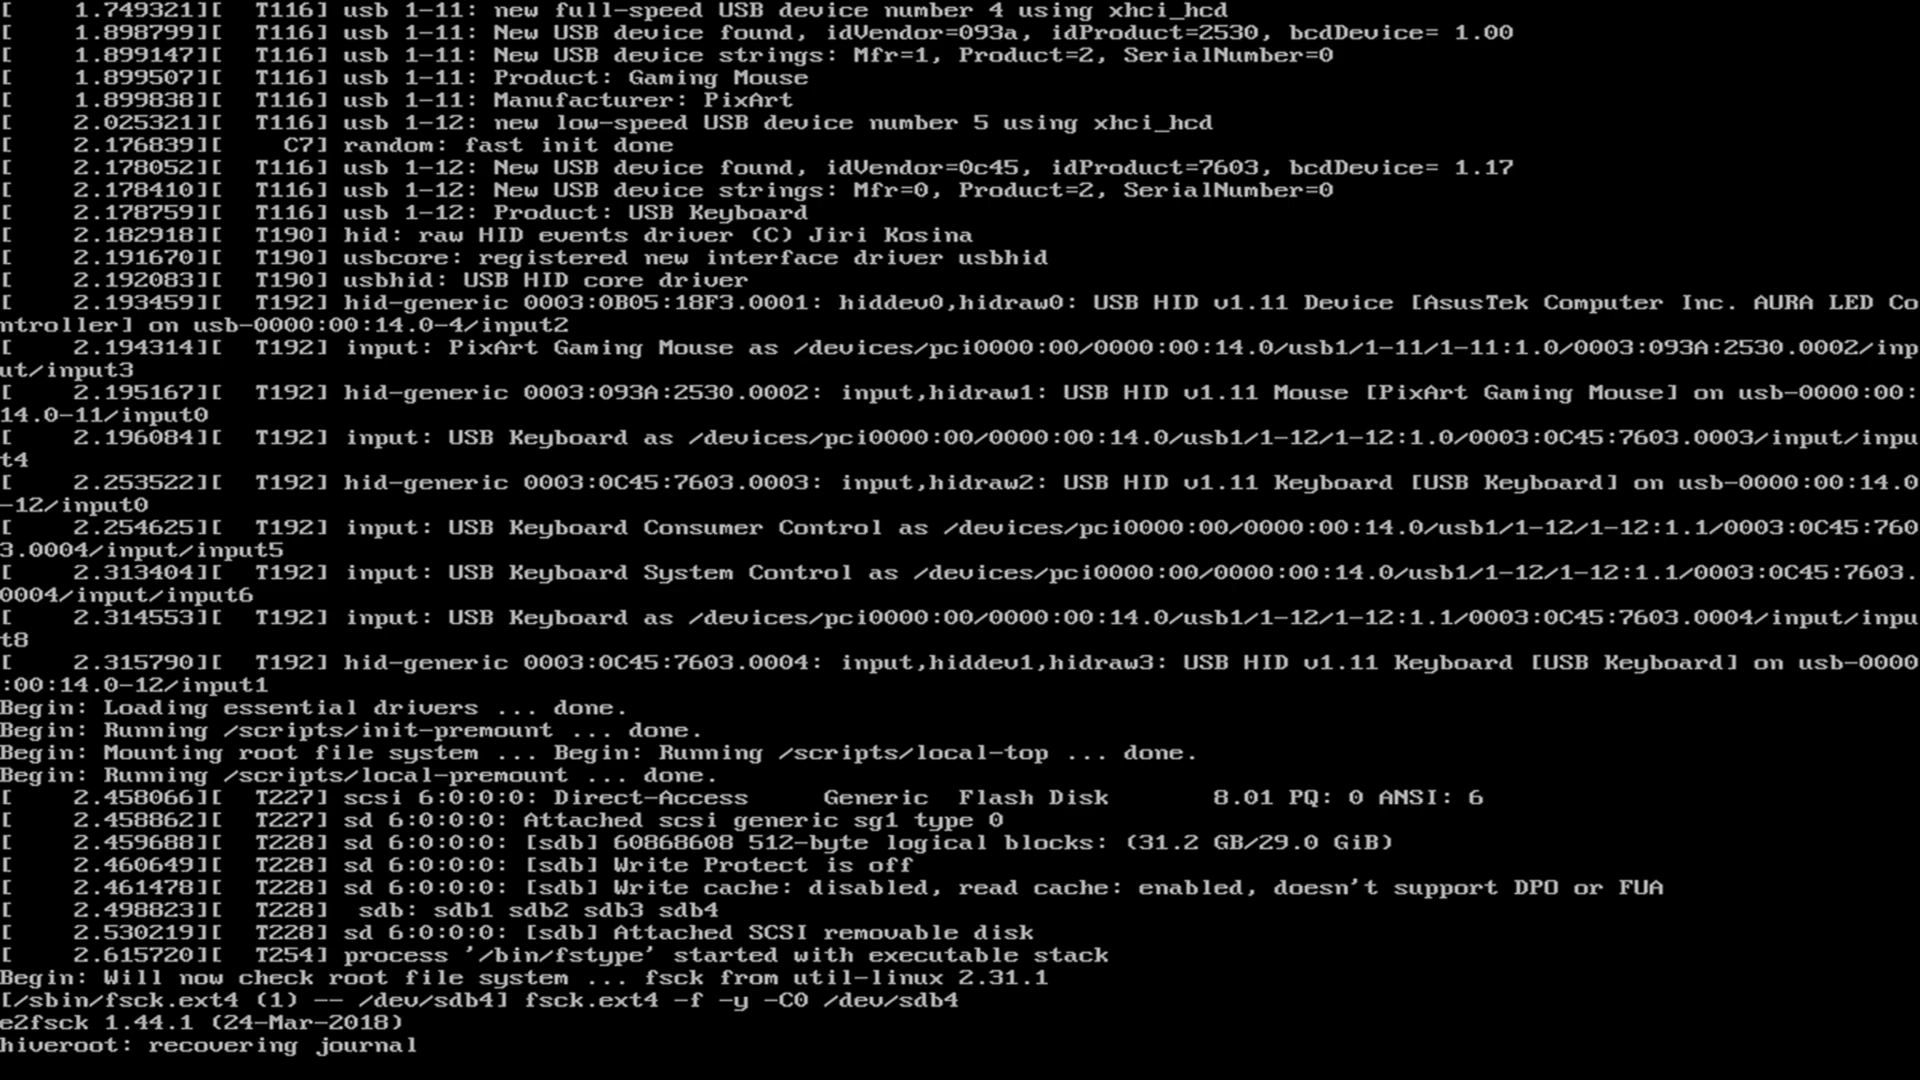 [    1.749321][  T116] usb 1-11: new full-speed USB device number 4 using xhci_hcd
[    1.898799][  T116] usb 1-11: New USB device found, idVendor=093a, idProduct=2530, bcdDevice= 1.00
[    1.899147][  T116] usb 1-11: New USB device strings: Mfr=1, Product=2, SerialNumber=0
[    1.899507][  T116] usb 1-11: Product: Gaming Mouse
[    1.899838][  T116] usb 1-11: Manufacturer: PixArt
[    2.025321][  T116] usb 1-12: new low-speed USB device number 5 using xhci_hcd
[    2.176839][    C7] random: fast init done
[    2.178052][  T116] usb 1-12: New USB device found, idVendor=0c45, idProduct=7603, bcdDevice= 1.17
[    2.178410][  T116] usb 1-12: New USB device strings: Mfr=0, Product=2, SerialNumber=0
[    2.178759][  T116] usb 1-12: Product: USB Keyboard
[    2.182918][  T190] hid: raw HID events driver (C) Jiri Kosina
[    2.191670][  T190] usbcore: registered new interface driver usbhid
[    2.192083][  T190] usbhid: USB HID core driver
[    2.193459][  T192] hid-generic 0003:0B05:18F3.0001: hiddev0,hidraw0: USB HID v1.11 Device [AsusTek Computer Inc. AURA LED Co
ntroller] on usb-0000:00:14.0-4/input2
[    2.194314][  T192] input: PixArt Gaming Mouse as /devices/pci0000:00/0000:00:14.0/usb1/1-11/1-11:1.0/0003:093A:2530.0002/inp
ut/input3
[    2.195167][  T192] hid-generic 0003:093A:2530.0002: input,hidraw1: USB HID v1.11 Mouse [PixArt Gaming Mouse] on usb-0000:00:
14.0-11/input0
[    2.196084][  T192] input: USB Keyboard as /devices/pci0000:00/0000:00:14.0/usb1/1-12/1-12:1.0/0003:0C45:7603.0003/input/inpu
t4
[    2.253522][  T192] hid-generic 0003:0C45:7603.0003: input,hidraw2: USB HID v1.11 Keyboard [USB Keyboard] on usb-0000:00:14.0
-12/input0
[    2.254625][  T192] input: USB Keyboard Consumer Control as /devices/pci0000:00/0000:00:14.0/usb1/1-12/1-12:1.1/0003:0C45:760
3.0004/input/input5
[    2.313404][  T192] input: USB Keyboard System Control as /devices/pci0000:00/0000:00:14.0/usb1/1-12/1-12:1.1/0003:0C45:7603.
0004/input/input6
[    2.314553][  T192] input: USB Keyboard as /devices/pci0000:00/0000:00:14.0/usb1/1-12/1-12:1.1/0003:0C45:7603.0004/input/inpu
t8
[    2.315790][  T192] hid-generic 0003:0C45:7603.0004: input,hiddev1,hidraw3: USB HID v1.11 Keyboard [USB Keyboard] on usb-0000
:00:14.0-12/input1
Begin: Loading essential drivers ... done.
Begin: Running /scripts/init-premount ... done.
Begin: Mounting root file system ... Begin: Running /scripts/local-top ... done.
Begin: Running /scripts/local-premount ... done.
[    2.458066][  T227] scsi 6:0:0:0: Direct-Access     Generic  Flash Disk       8.01 PQ: 0 ANSI: 6
[    2.458862][  T227] sd 6:0:0:0: Attached scsi generic sg1 type 0
[    2.459688][  T228] sd 6:0:0:0: [sdb] 60868608 512-byte logical blocks: (31.2 GB/29.0 GiB)
[    2.460649][  T228] sd 6:0:0:0: [sdb] Write Protect is off
[    2.461478][  T228] sd 6:0:0:0: [sdb] Write cache: disabled, read cache: enabled, doesn't support DPO or FUA
[    2.498823][  T228]  sdb: sdb1 sdb2 sdb3 sdb4
[    2.530219][  T228] sd 6:0:0:0: [sdb] Attached SCSI removable disk
[    2.615720][  T254] process '/bin/fstype' started with executable stack
Begin: Will now check root file system ... fsck from util-linux 2.31.1
[/sbin/fsck.ext4 (1) -- /dev/sdb4] fsck.ext4 -f -y -C0 /dev/sdb4
e2fsck 1.44.1 (24-Mar-2018)
hiveroot: recovering journal